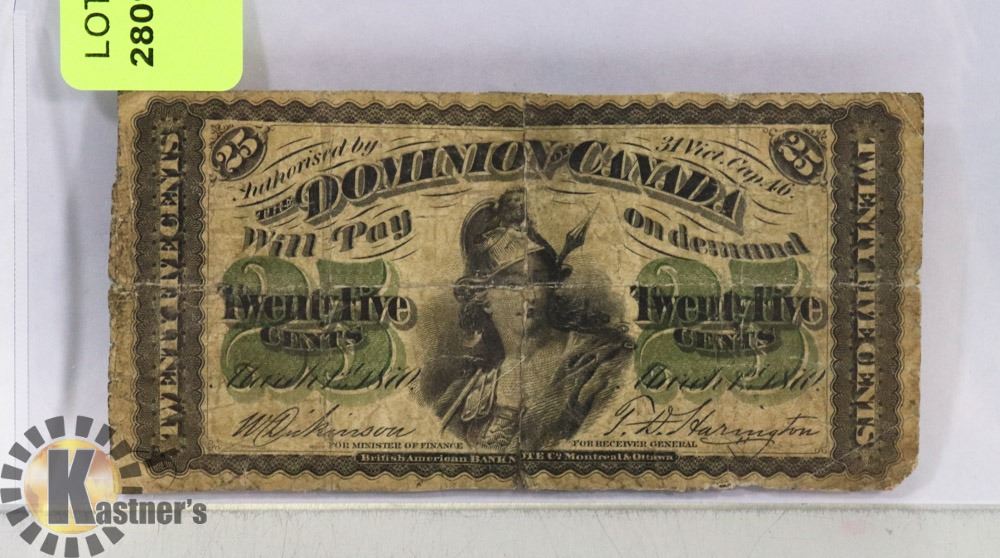 LOT
280
25
25
Authorised by
31 Vict. Cap. 46.
THE DOMINION OF CANADA
Will Pay
on demand
25
25
Twenty Five
CENTS
Twenty Five
CENTS
March 1st 1870,
March 1st 1870,
TWENTY FIVE CENTS
TWENTY FIVE CENTS
W Dickinson
T. D. Harington
FOR MINISTER OF FINANCE
FOR RECEIVER GENERAL
British American BANK NOTE Co Montreal & Ottawa
Kastner's